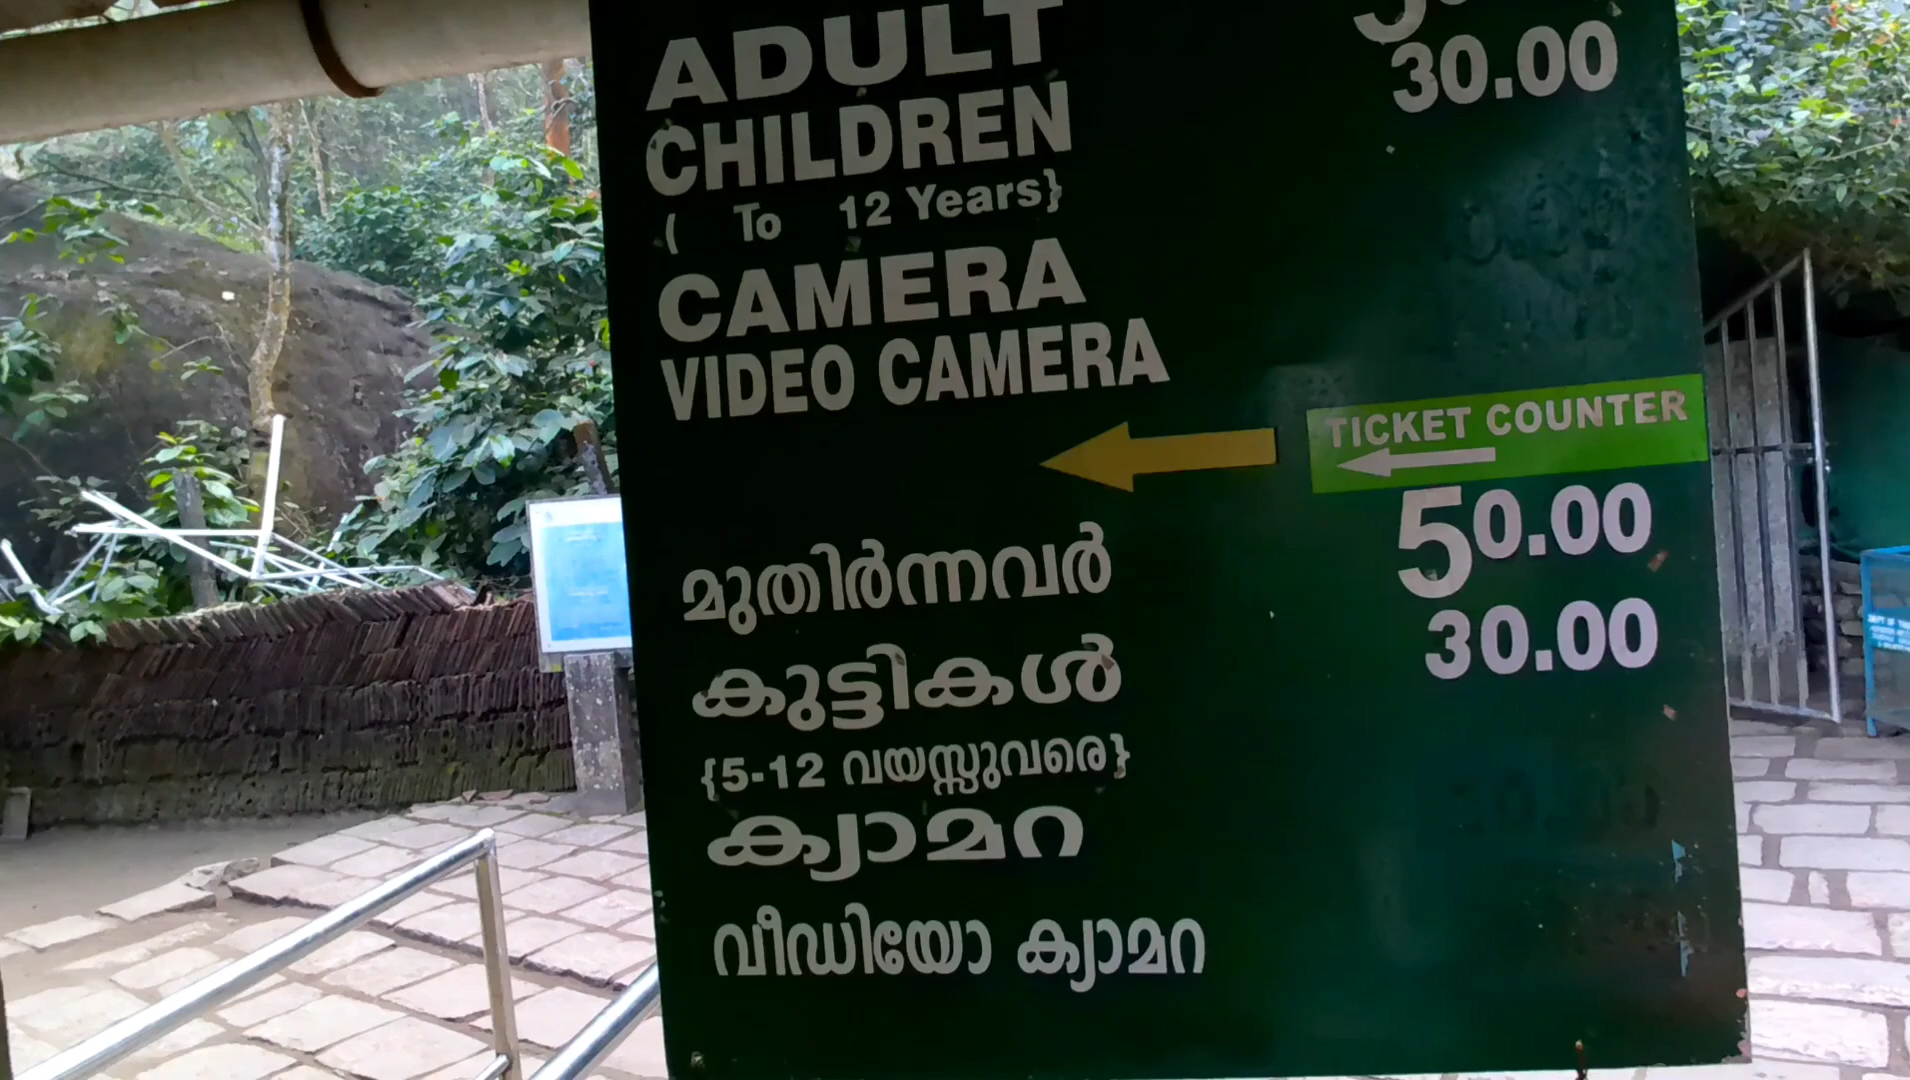 ADULT
CHILDREN 30.00
( To 12 Years}
CAMERA
VIDEO CAMERA
TICKET COUNTER
മുതിർന്നവർ 50.00
കുട്ടികൾ 30.00
{5-12 വയസ്സുവരെ}
ക്യാമറ
വീഡിയോ ക്യാമറ